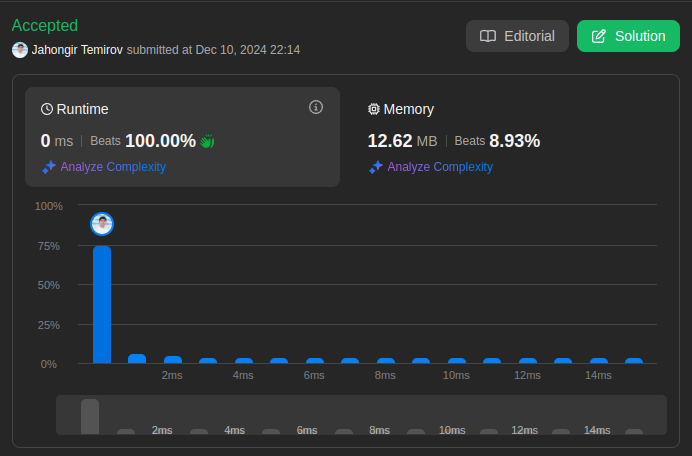 Accepted
Jahongir Temirov submitted at Dec 10, 2024 22:14
Editorial
Solution
Runtime
0 ms | Beats 100.00%
Analyze Complexity
Memory
12.62 MB | Beats 8.93%
Analyze Complexity
100%
75%
50%
25%
0%
2ms 4ms 6ms 8ms 10ms 12ms 14ms
2ms 4ms 6ms 8ms 10ms 12ms 14ms